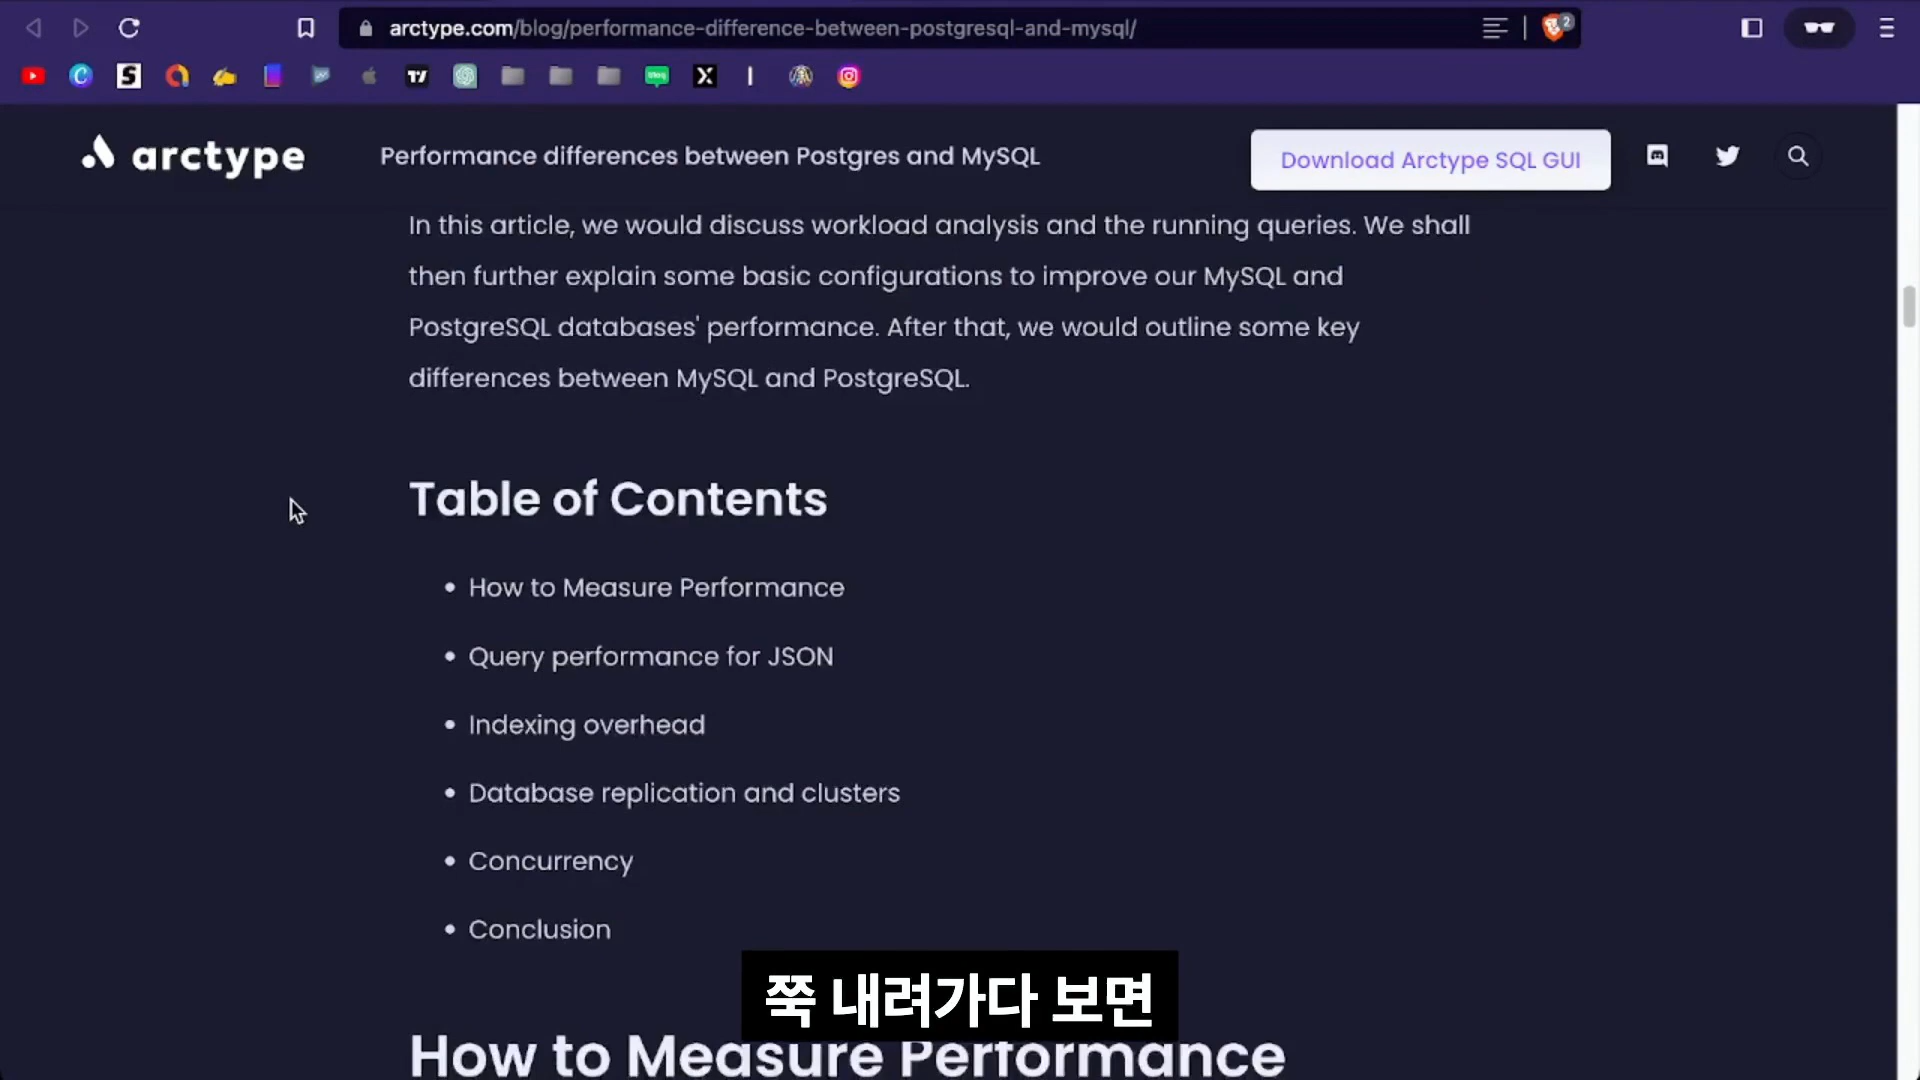 arctype.com/blog/performance-difference-between-postgresql-and-mysql/
2
blog
arctype
Performance differences between Postgres and MySQL
Download Arctype SQL GUI
In this article, we would discuss workload analysis and the running queries. We shall
then further explain some basic configurations to improve our MySQL and
PostgreSQL databases' performance. After that, we would outline some key
differences between MySQL and PostgreSQL.
Table of Contents
• How to Measure Performance
• Query performance for JSON
• Indexing overhead
• Database replication and clusters
• Concurrency
• Conclusion
쭉 내려가다 보면
How to Measure Performance